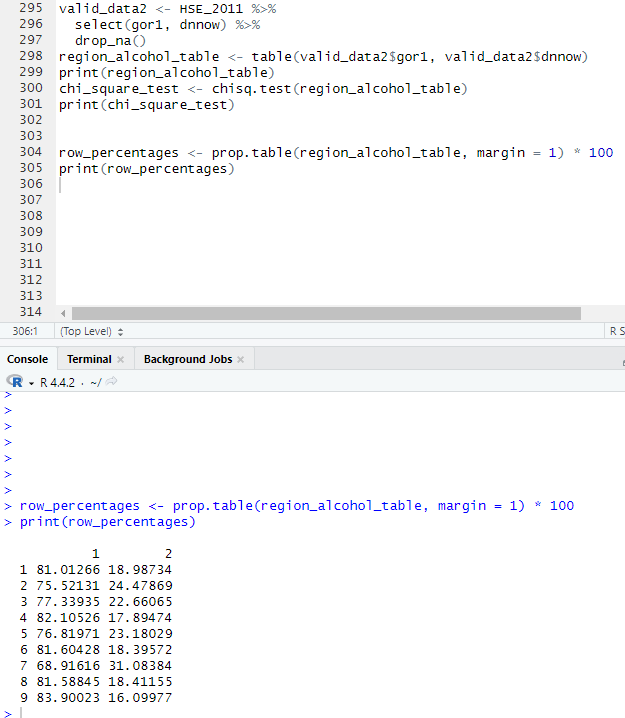 295 valid_data2 <- HSE_2011 %>%
296   select(gor1, dnnow) %>%
297   drop_na()
298 region_alcohol_table <- table(valid_data2$gor1, valid_data2$dnnow)
299 print(region_alcohol_table)
300 chi_square_test <- chisq.test(region_alcohol_table)
301 print(chi_square_test)
302
303
304 row_percentages <- prop.table(region_alcohol_table, margin = 1) * 100
305 print(row_percentages)
306
307
308
309
310
311
312
313
314
306:1 (Top Level) R S
Console Terminal Background Jobs
R R 4.4.2 · ~/
>
>
>
>
>
>
>
> row_percentages <- prop.table(region_alcohol_table, margin = 1) * 100
> print(row_percentages)
1 2
1 81.01266 18.98734
2 75.52131 24.47869
3 77.33935 22.66065
4 82.10526 17.89474
5 76.81971 23.18029
6 81.60428 18.39572
7 68.91616 31.08384
8 81.58845 18.41155
9 83.90023 16.09977
>